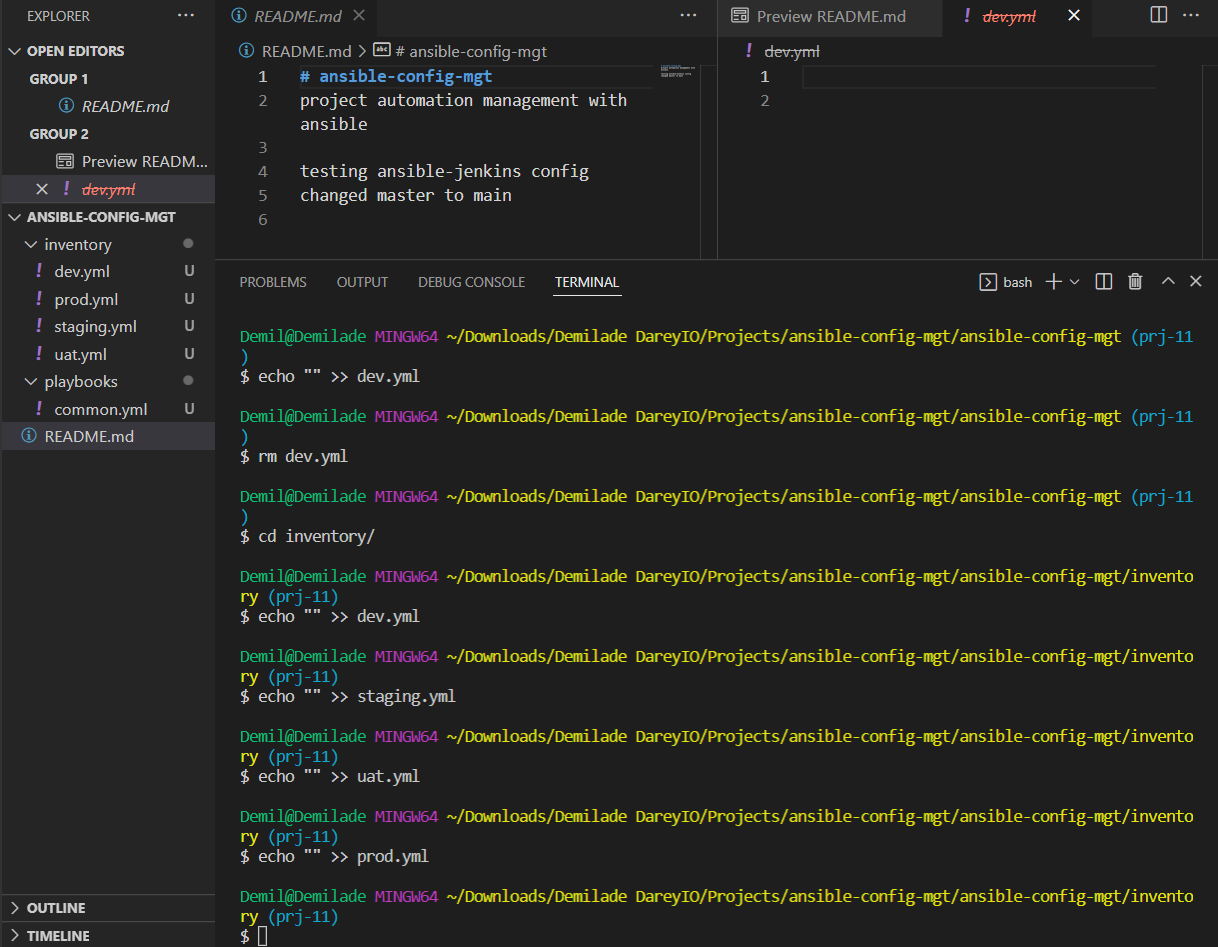 EXPLORER
OPEN EDITORS
GROUP 1
README.md
GROUP 2
Preview READM...
dev.yml
ANSIBLE-CONFIG-MGT
inventory
dev.yml U
prod.yml U
staging.yml U
uat.yml U
playbooks
common.yml U
README.md
OUTLINE
TIMELINE
README.md
README.md > # ansible-config-mgt
1 # ansible-config-mgt
2 project automation management with
ansible
3
4 testing ansible-jenkins config
5 changed master to main
6
Preview README.md dev.yml
dev.yml
1
2
PROBLEMS OUTPUT DEBUG CONSOLE TERMINAL bash
Demil@Demilade MINGW64 ~/Downloads/Demilade DareyIO/Projects/ansible-config-mgt/ansible-config-mgt (prj-11
)
$ echo "" >> dev.yml
Demil@Demilade MINGW64 ~/Downloads/Demilade DareyIO/Projects/ansible-config-mgt/ansible-config-mgt (prj-11
)
$ rm dev.yml
Demil@Demilade MINGW64 ~/Downloads/Demilade DareyIO/Projects/ansible-config-mgt/ansible-config-mgt (prj-11
)
$ cd inventory/
Demil@Demilade MINGW64 ~/Downloads/Demilade DareyIO/Projects/ansible-config-mgt/ansible-config-mgt/invento
ry (prj-11)
$ echo "" >> dev.yml
Demil@Demilade MINGW64 ~/Downloads/Demilade DareyIO/Projects/ansible-config-mgt/ansible-config-mgt/invento
ry (prj-11)
$ echo "" >> staging.yml
Demil@Demilade MINGW64 ~/Downloads/Demilade DareyIO/Projects/ansible-config-mgt/ansible-config-mgt/invento
ry (prj-11)
$ echo "" >> uat.yml
Demil@Demilade MINGW64 ~/Downloads/Demilade DareyIO/Projects/ansible-config-mgt/ansible-config-mgt/invento
ry (prj-11)
$ echo "" >> prod.yml
Demil@Demilade MINGW64 ~/Downloads/Demilade DareyIO/Projects/ansible-config-mgt/ansible-config-mgt/invento
ry (prj-11)
$